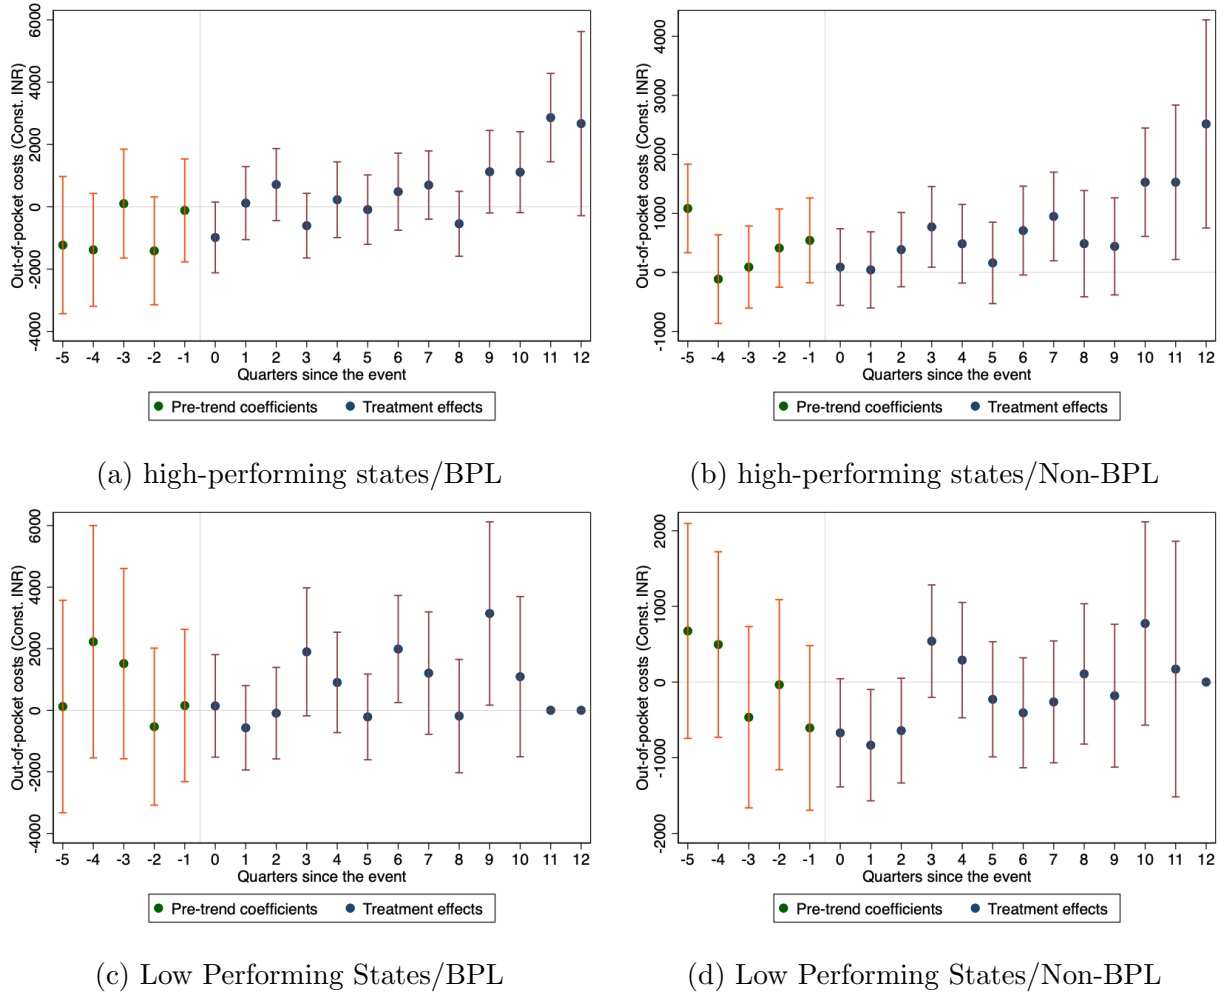 Out-of-pocket costs (Const. INR)
6000
4000
2000
0
-2000
-4000
-5 -4 -3 -2 -1 0 1 2 3 4 5 6 7 8 9 10 11 12
Quarters since the event
Pre-trend coefficients Treatment effects
(a) high-performing states/BPL
Out-of-pocket costs (Const. INR)
4000
3000
2000
1000
0
-1000
-5 -4 -3 -2 -1 0 1 2 3 4 5 6 7 8 9 10 11 12
Quarters since the event
Pre-trend coefficients Treatment effects
(b) high-performing states/Non-BPL
Out-of-pocket costs (Const. INR)
6000
4000
2000
0
-2000
-4000
-5 -4 -3 -2 -1 0 1 2 3 4 5 6 7 8 9 10 11 12
Quarters since the event
Pre-trend coefficients Treatment effects
(c) Low Performing States/BPL
Out-of-pocket costs (Const. INR)
2000
1000
0
-1000
-2000
-5 -4 -3 -2 -1 0 1 2 3 4 5 6 7 8 9 10 11 12
Quarters since the event
Pre-trend coefficients Treatment effects
(d) Low Performing States/Non-BPL